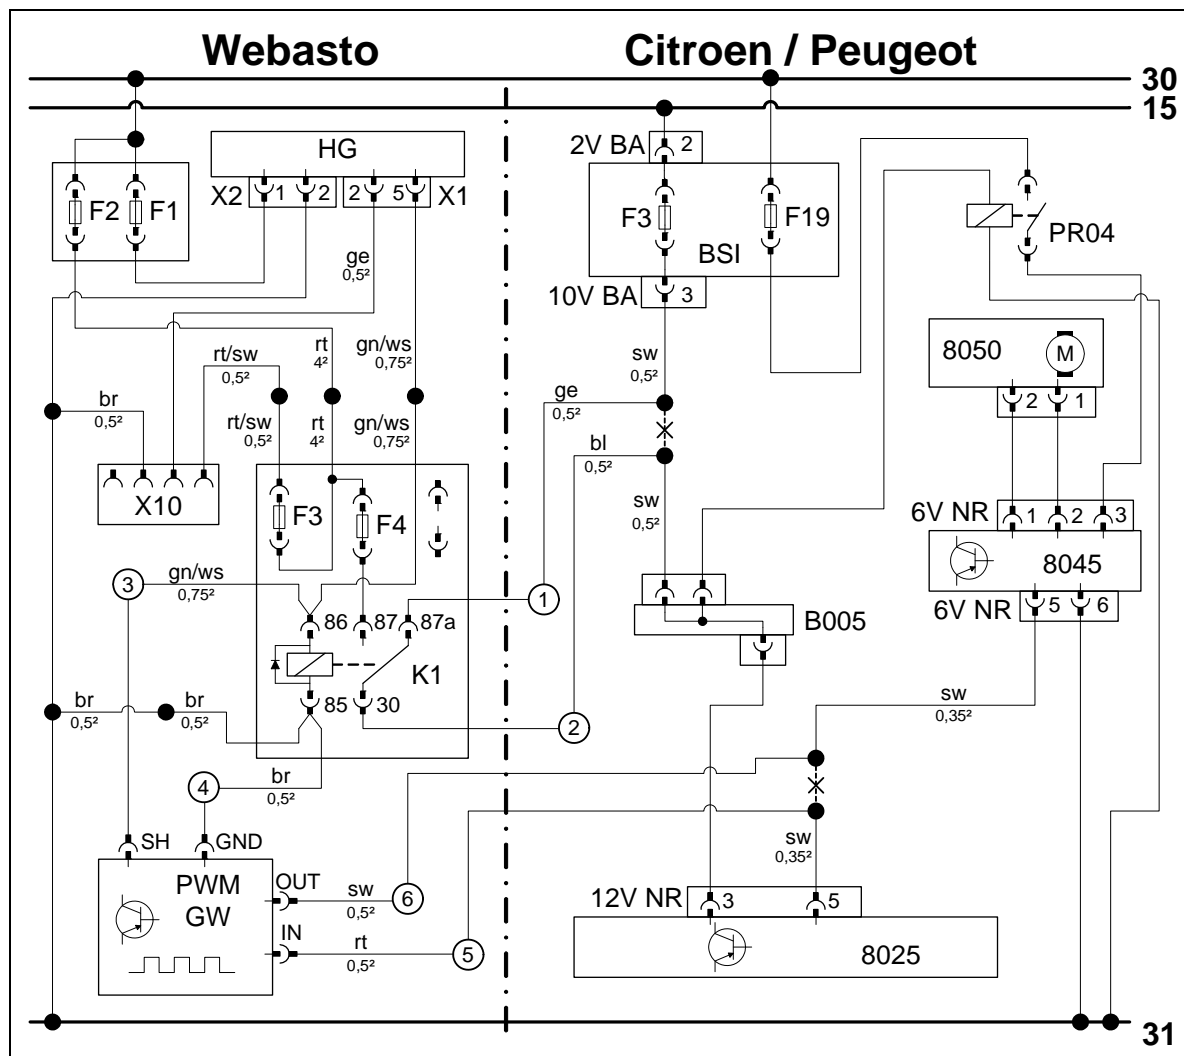 Webasto Citroen / Peugeot
30
15
HG
2V BA 2
X2 1 2 2 5 X1
F2 F1
F3 F19
BSI
PR04
ge
0,5²
10V BA 3
rt/sw
0,5²
rt
4²
gn/ws
0,75²
sw
0,5²
8050 M
2 1
br
0,5²
rt/sw
0,5²
rt
4²
gn/ws
0,75²
ge
0,5²
bl
0,5²
sw
0,5²
X10
F3 F4
6V NR 1 2 3
8045
6V NR 5 6
3
gn/ws
0,75²
1
86 87 87a
K1
85 30
B005
br
0,5²
br
0,5²
2
sw
0,35²
4
br
0,5²
SH GND
PWM
GW
OUT
sw
0,5²
6
IN
rt
0,5²
5
sw
0,35²
12V NR 3 5
8025
31